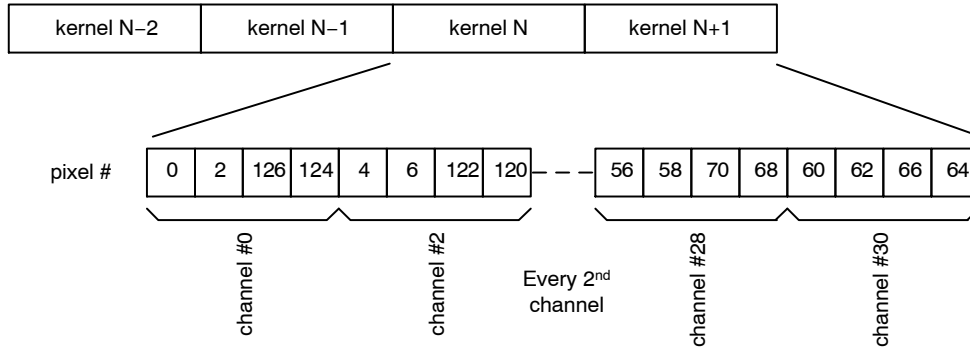 kernel N−2 kernel N−1 kernel N kernel N+1
pixel # 0 2 126 124 4 6 122 120 56 58 70 68 60 62 66 64
channel #0
channel #2
Every 2nd
channel
channel #28
channel #30